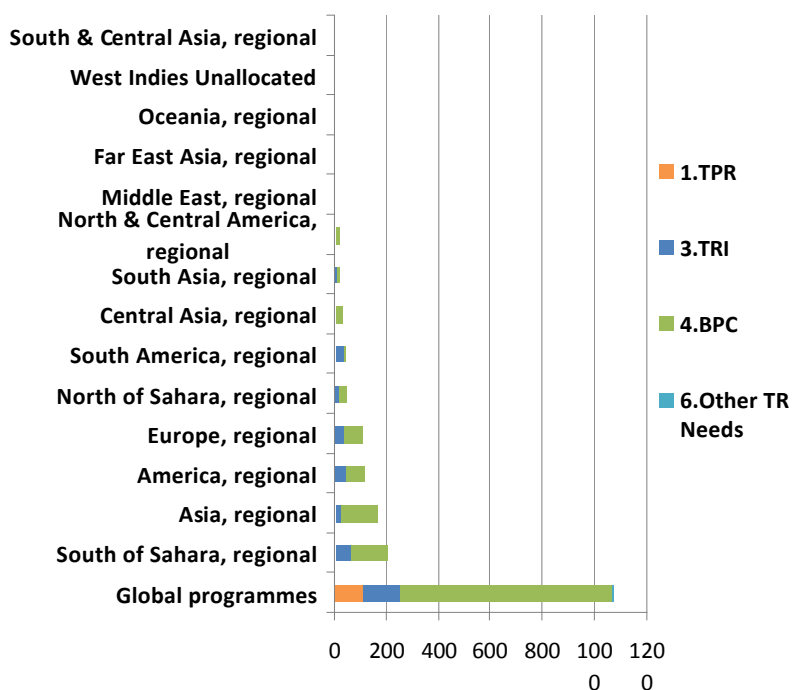 South & Central Asia, regional
West Indies Unallocated
Oceania, regional
Far East Asia, regional
Middle East, regional
North & Central America,
regional
South Asia, regional
Central Asia, regional
South America, regional
North of Sahara, regional
Europe, regional
America, regional
Asia, regional
South of Sahara, regional
Global programmes
0 200 400 600 800 100 120
0 0
1.TPR
3.TRI
4.BPC
6.Other TR
Needs